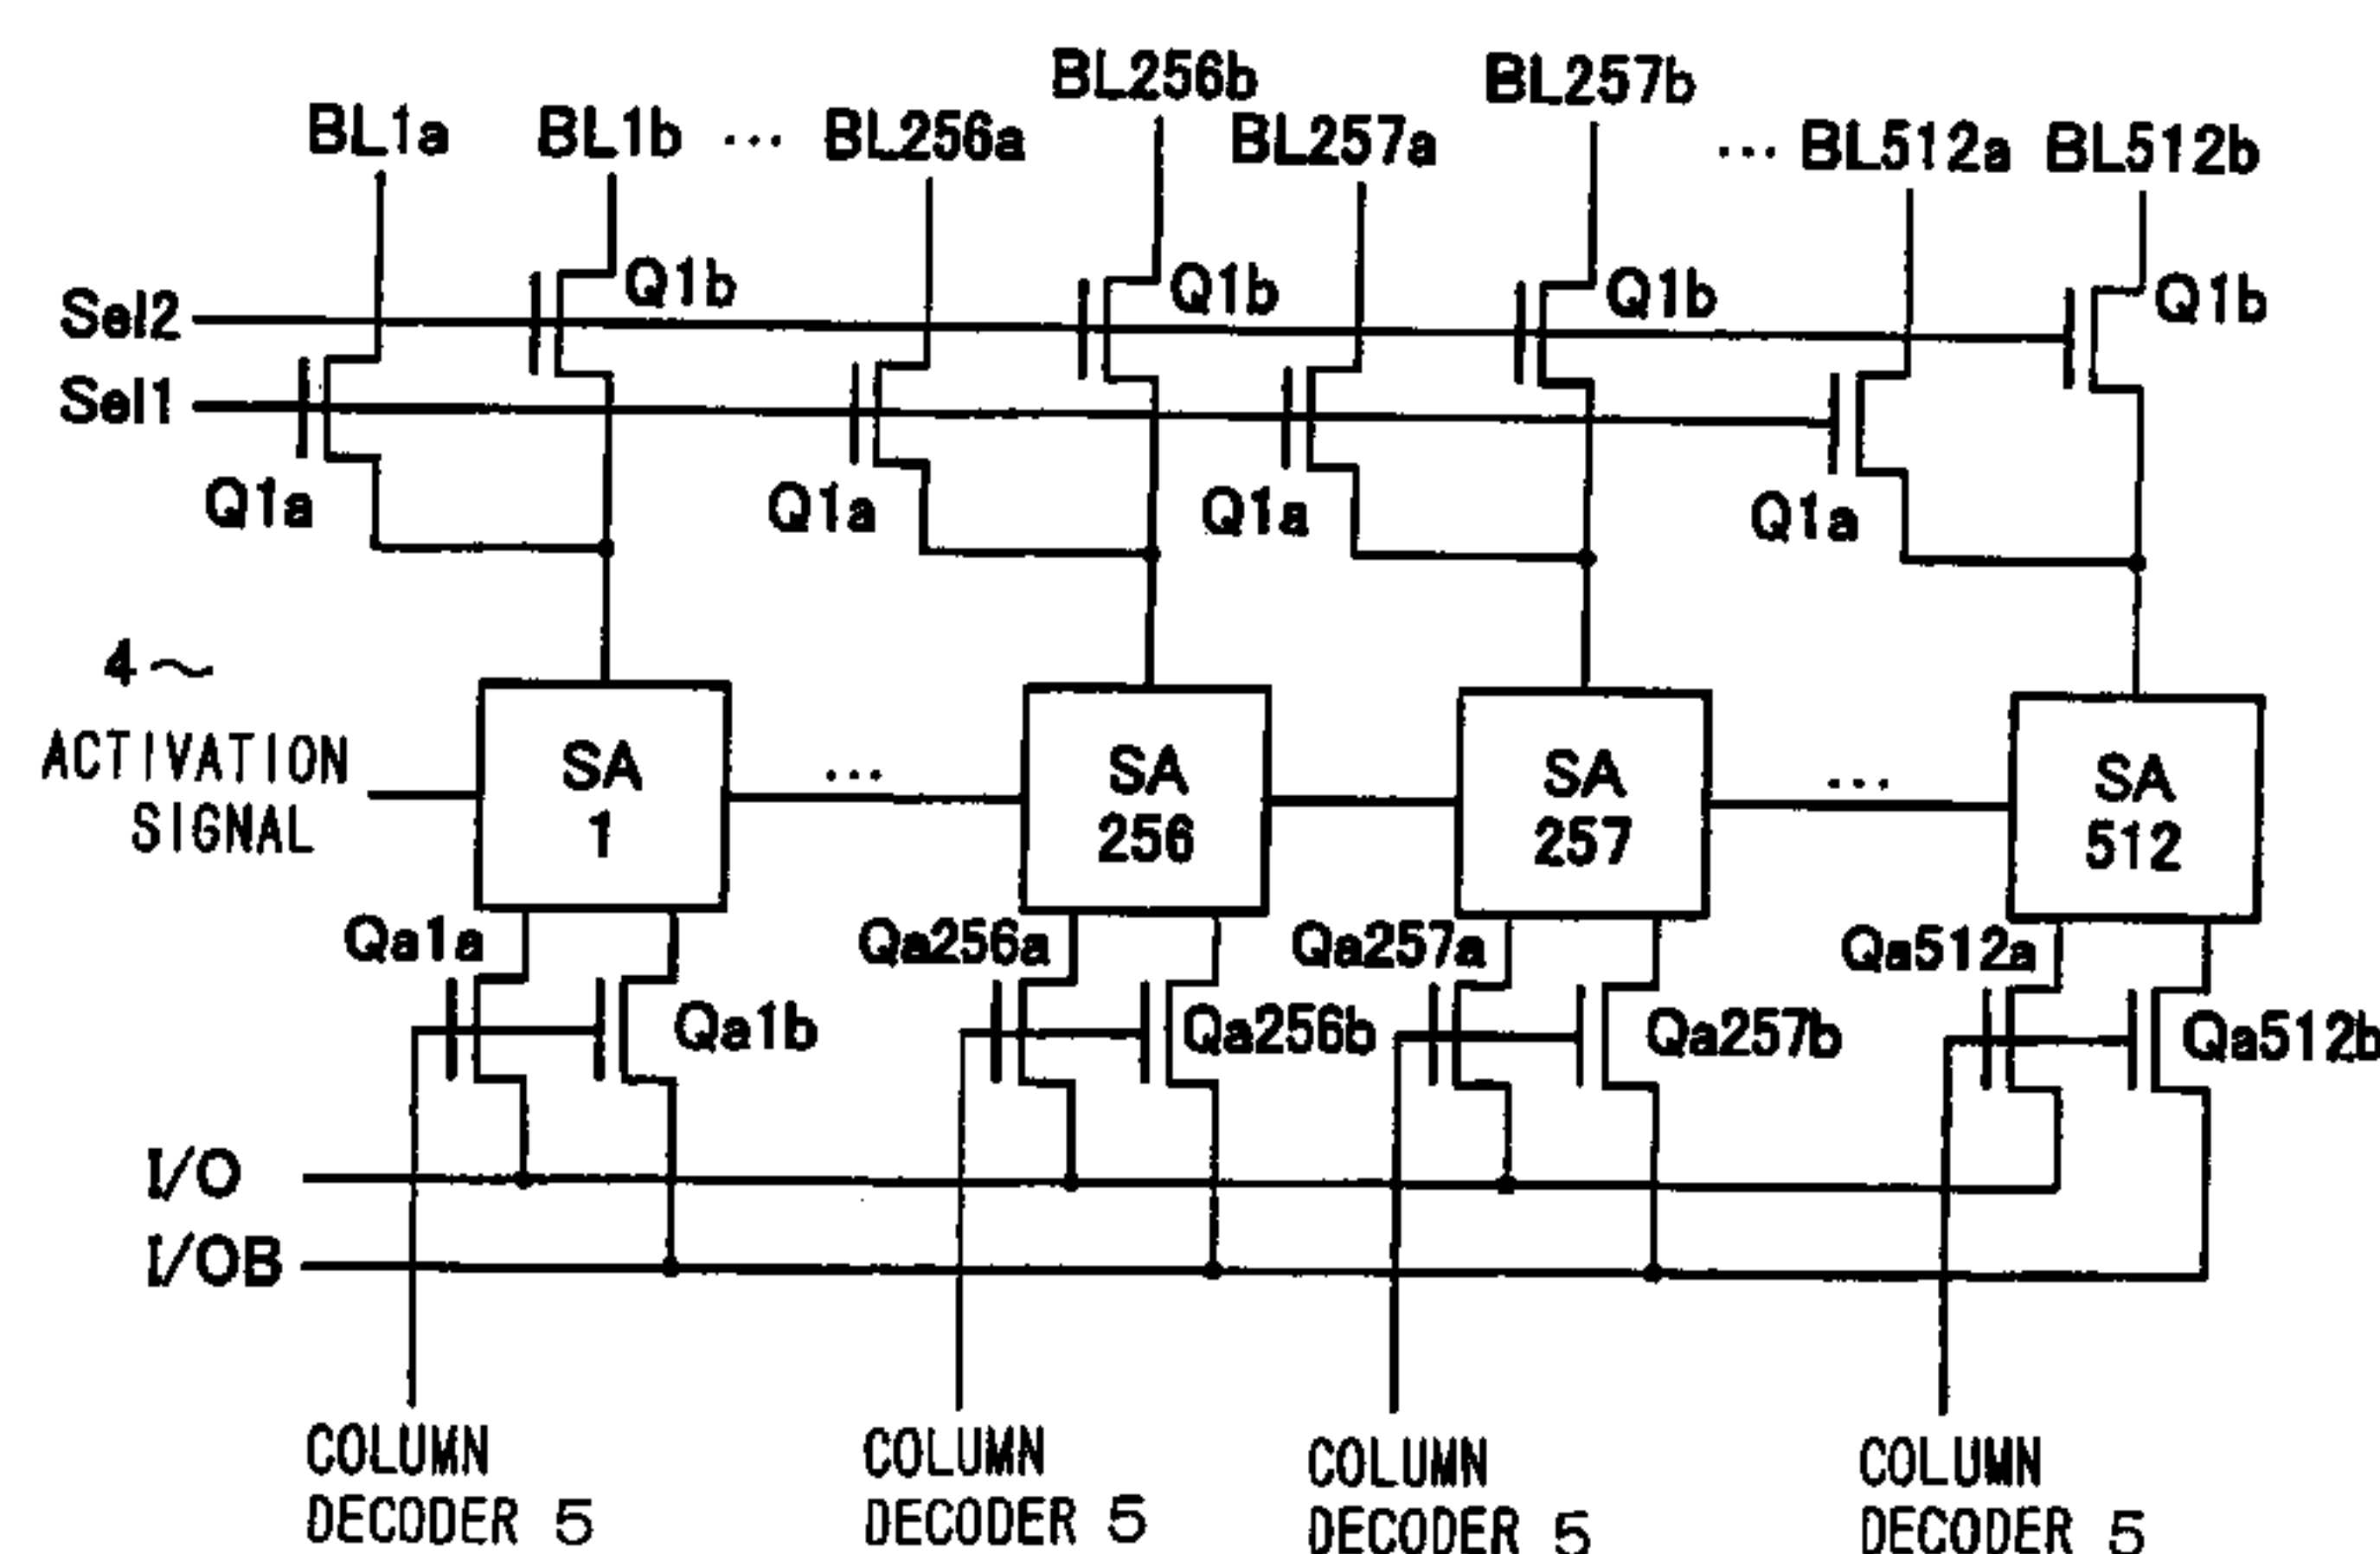 BL256b
BL257b
BL1a BL1b ... BL256a BL257a ... BL512a BL512b
Q1b Q1b Q1b Q1b
Sel2
Sel1
Q1a Q1a Q1a Q1a
4~
ACTIVATION
SIGNAL
SA
1
...
SA
256
SA
257
...
SA
512
Qa1a Qa256a Qa257a Qa512a
Qa1b Qa256b Qa257b Qa512b
I/O
I/OB
COLUMN
DECODER 5
COLUMN
DECODER 5
COLUMN
DECODER 5
COLUMN
DECODER 5